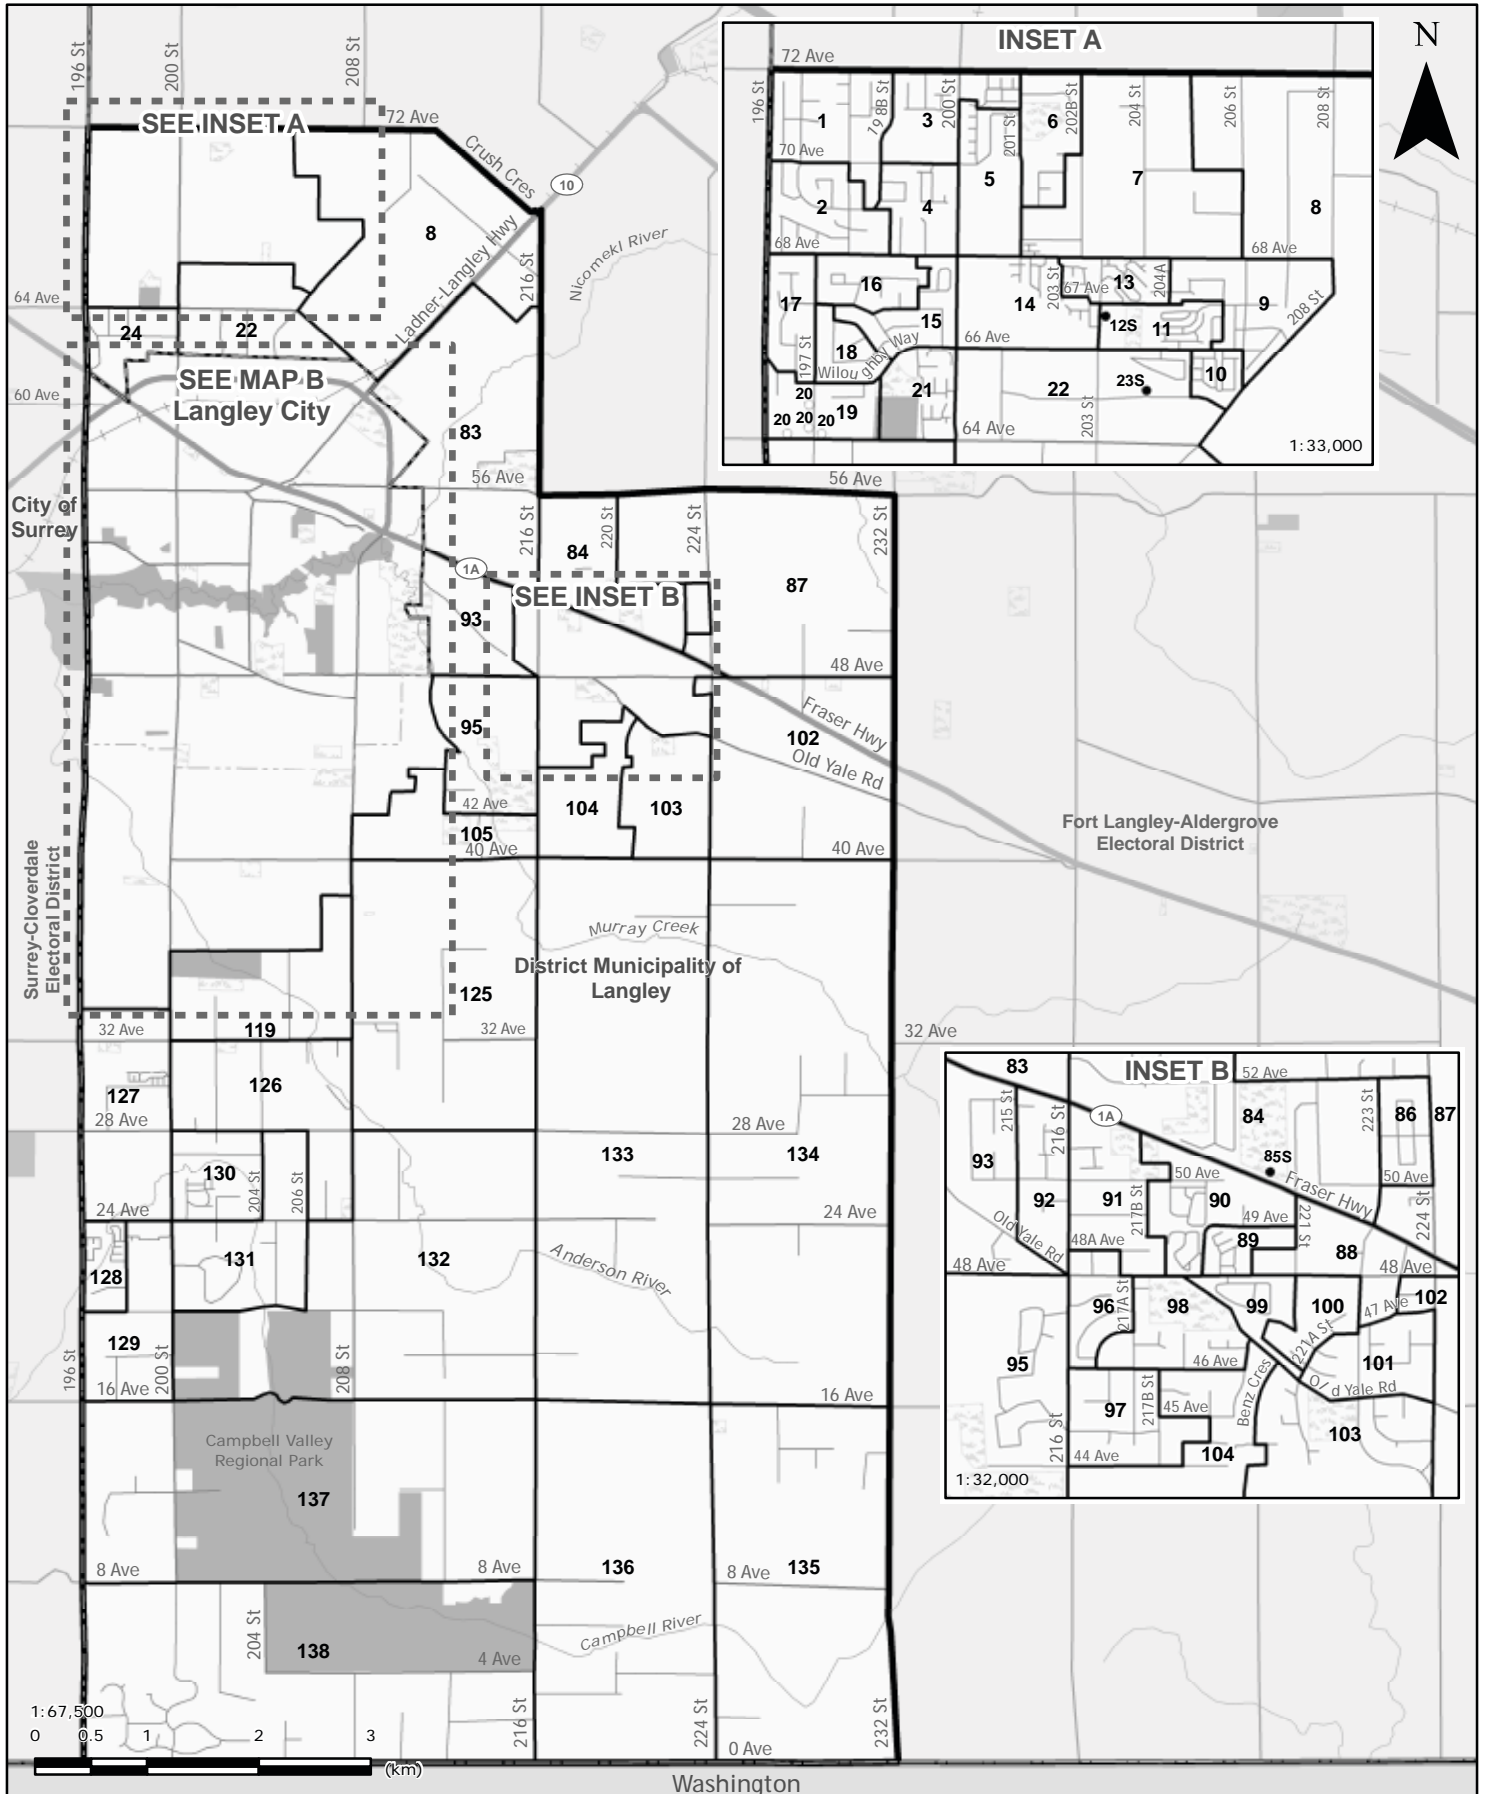 196 St
200 St
208 St
SEE INSET A
72 Ave
Crush Cres
10
8
Ladner-Langley Hwy
216 St
Nicomekl River
64 Ave
24
22
SEE MAP B
Langley City
60 Ave
83
56 Ave
56 Ave
City of
Surrey
216 St
220 St
224 St
232 St
84
1A
SEE INSET B
87
93
48 Ave
95
Fraser Hwy
102
Old Yale Rd
42 Ave
104
103
105
40 Ave
40 Ave
Fort Langley-Aldergrove
Electoral District
Surrey-Cloverdale
Electoral District
Murray Creek
District Municipality of
Langley
125
32 Ave
119
32 Ave
32 Ave
127
126
28 Ave
28 Ave
130
204 St
206 St
133
134
24 Ave
24 Ave
131
132
Anderson River
128
129
196 St
200 St
208 St
16 Ave
16 Ave
Campbell Valley
Regional Park
137
8 Ave
8 Ave
136
8 Ave
135
204 St
138
4 Ave
Campbell River
216 St
224 St
232 St
0 Ave
1:67,500
0
0.5
1
2
3
(km)
Washington
N
INSET A
72 Ave
196 St
1
79 8B St
3
200 St
201 St
6
202B St
204 St
206 St
208 St
70 Ave
5
7
2
4
8
68 Ave
68 Ave
16
17
203 St
67 Ave
13
204A
14
9
208 St
15
12S
11
66 Ave
197 St
18
Wilou ghby Way
10
20
21
22
23S
20
20
20
19
203 St
64 Ave
1:33,000
INSET B
83
52 Ave
215 St
216 St
1A
84
223 St
86
87
93
85S
50 Ave
50 Ave
Fraser Hwy
92
91
217B St
90
224 St
Old Yale Rd
49 Ave
221 St
48A Ave
89
88
48 Ave
48 Ave
96
217A St
98
99
100
47 Ave
102
221A St
95
46 Ave
101
O/ d Yale Rd
Benz Cres
97
217B St
45 Ave
103
216 St
44 Ave
104
1:32,000